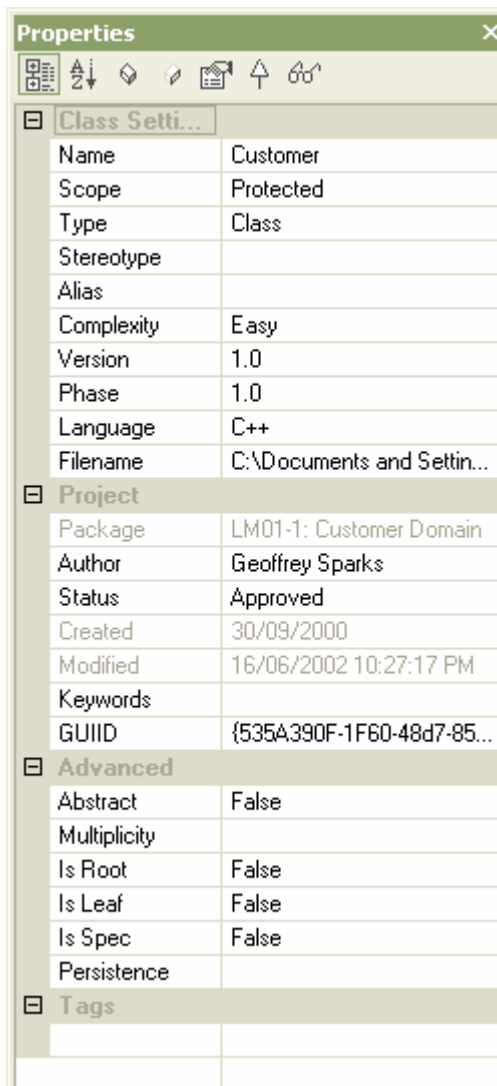 Properties
Class Setti...
Name Customer
Scope Protected
Type Class
Stereotype
Alias
Complexity Easy
Version 1.0
Phase 1.0
Language C++
Filename C:\Documents and Settin...
Project
Package LM01-1: Customer Domain
Author Geoffrey Sparks
Status Approved
Created 30/09/2000
Modified 16/06/2002 10:27:17 PM
Keywords
GUIID {535A390F-1F60-48d7-85...
Advanced
Abstract False
Multiplicity
Is Root False
Is Leaf False
Is Spec False
Persistence
Tags